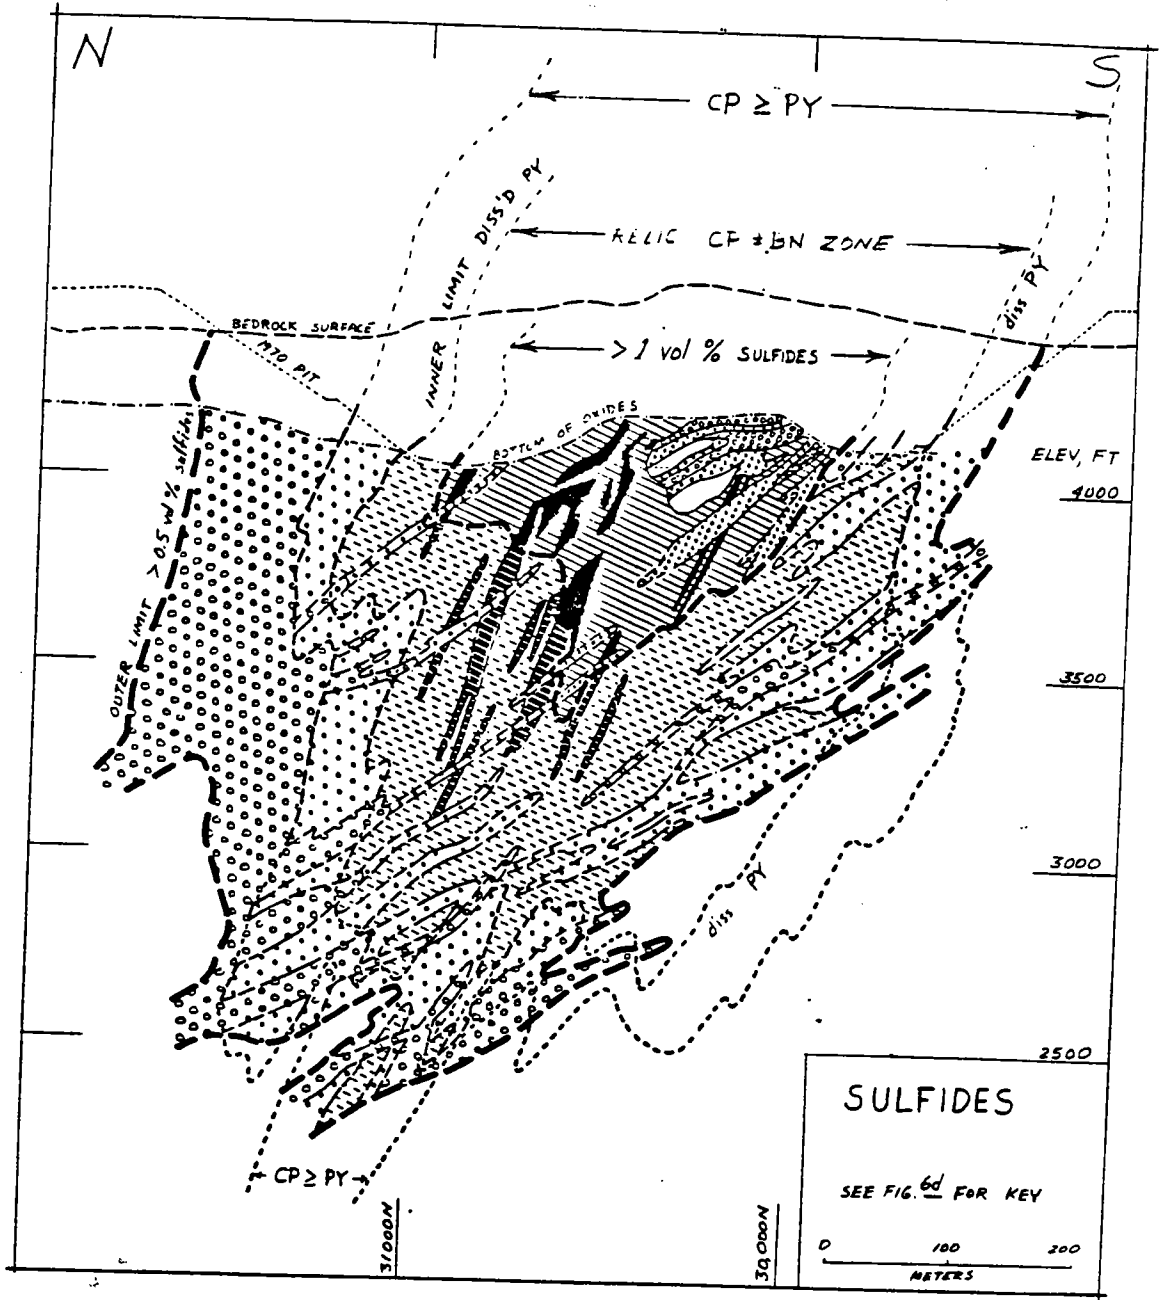 N
S
CP ≥ PY
INNER LIMIT DISS'D PY
RELIC CP ± BN ZONE
diss PY
BEDROCK SURFACE
1970 PIT
> 1 vol % SULFIDES
BOTTOM OF OXIDES
OUTER LIMIT > 0.5 vol % sulfides
ELEV, FT
4000
3500
3000
2500
diss PY
CP ≥ PY
31000N
30,000N
SULFIDES
SEE FIG. 6d FOR KEY
0 100 200
METERS